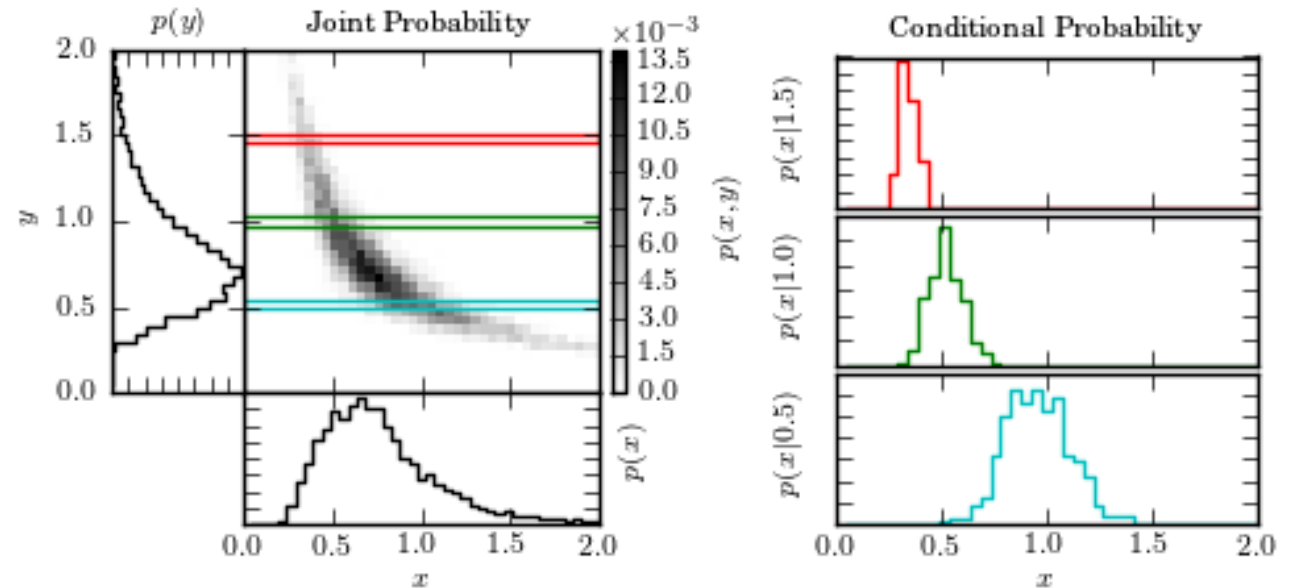 p(y)
Joint Probability
×10⁻³
2.0
1.5
1.0
0.5
0.0
y
13.5
12.0
10.5
9.0
7.5
6.0
4.5
3.0
1.5
0.0
p(x, y)
p(x)
0.0 0.5 1.0 1.5 2.0
x
Conditional Probability
p(x|1.5)
p(x|1.0)
p(x|0.5)
0.0 0.5 1.0 1.5 2.0
x